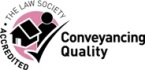 THE LAW SOCIETY
ACCREDITED
Conveyancing
Quality